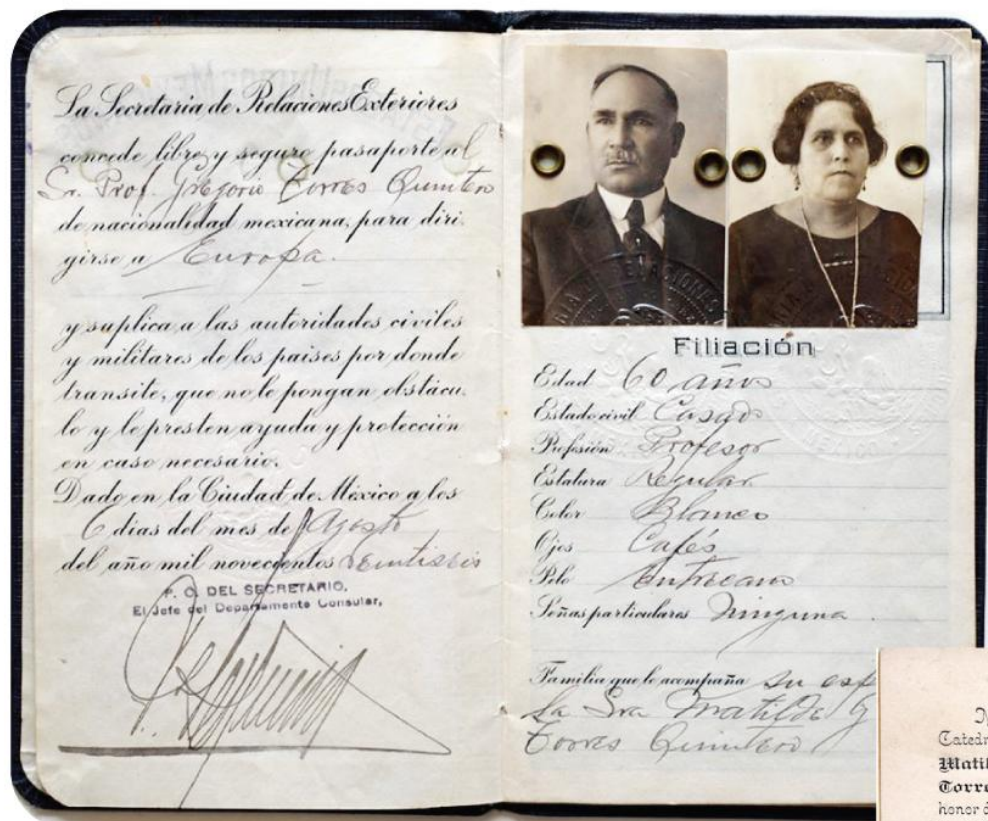 La Secretaria de Relaciones Exteriores
concede libre y seguro pasaporte al
Sr. Prof. Gregorio Torres Quintero
de nacionalidad mexicana, para diri-
girse a Europa.
y suplica a las autoridades civiles
y militares de los paises por donde
transite, que no le pongan obstácu-
lo y le presten ayuda y protección
en caso necesario.
Dado en la Ciudad de México a los
6 dias del mes de Agosto
del año mil novecientos veintiseis
P. O. DEL SECRETARIO.
El Jefe del Departamento Consular,
Filiación
Edad 60 años
Estado civil Casado
Profesión Profesor
Estatura Regular
Color Blanco
Ojos Cafés
Pelo Entrecano
Señas particulares Ninguna.
Familia que le acompaña su esp
La Sra Matilde G
Torres Quintero
Catedr
Matil
Torre
honor d